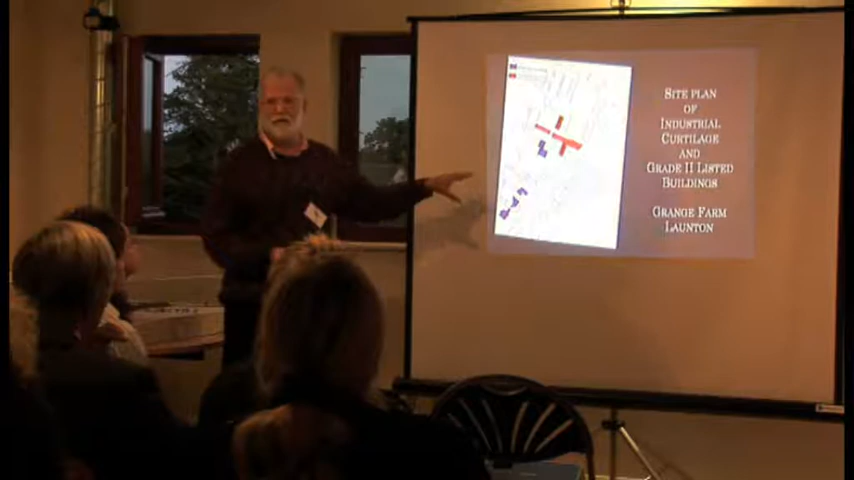 Site plan
of
Industrial
Curtilage
and
Grade II Listed
Buildings
Grange Farm
Launton